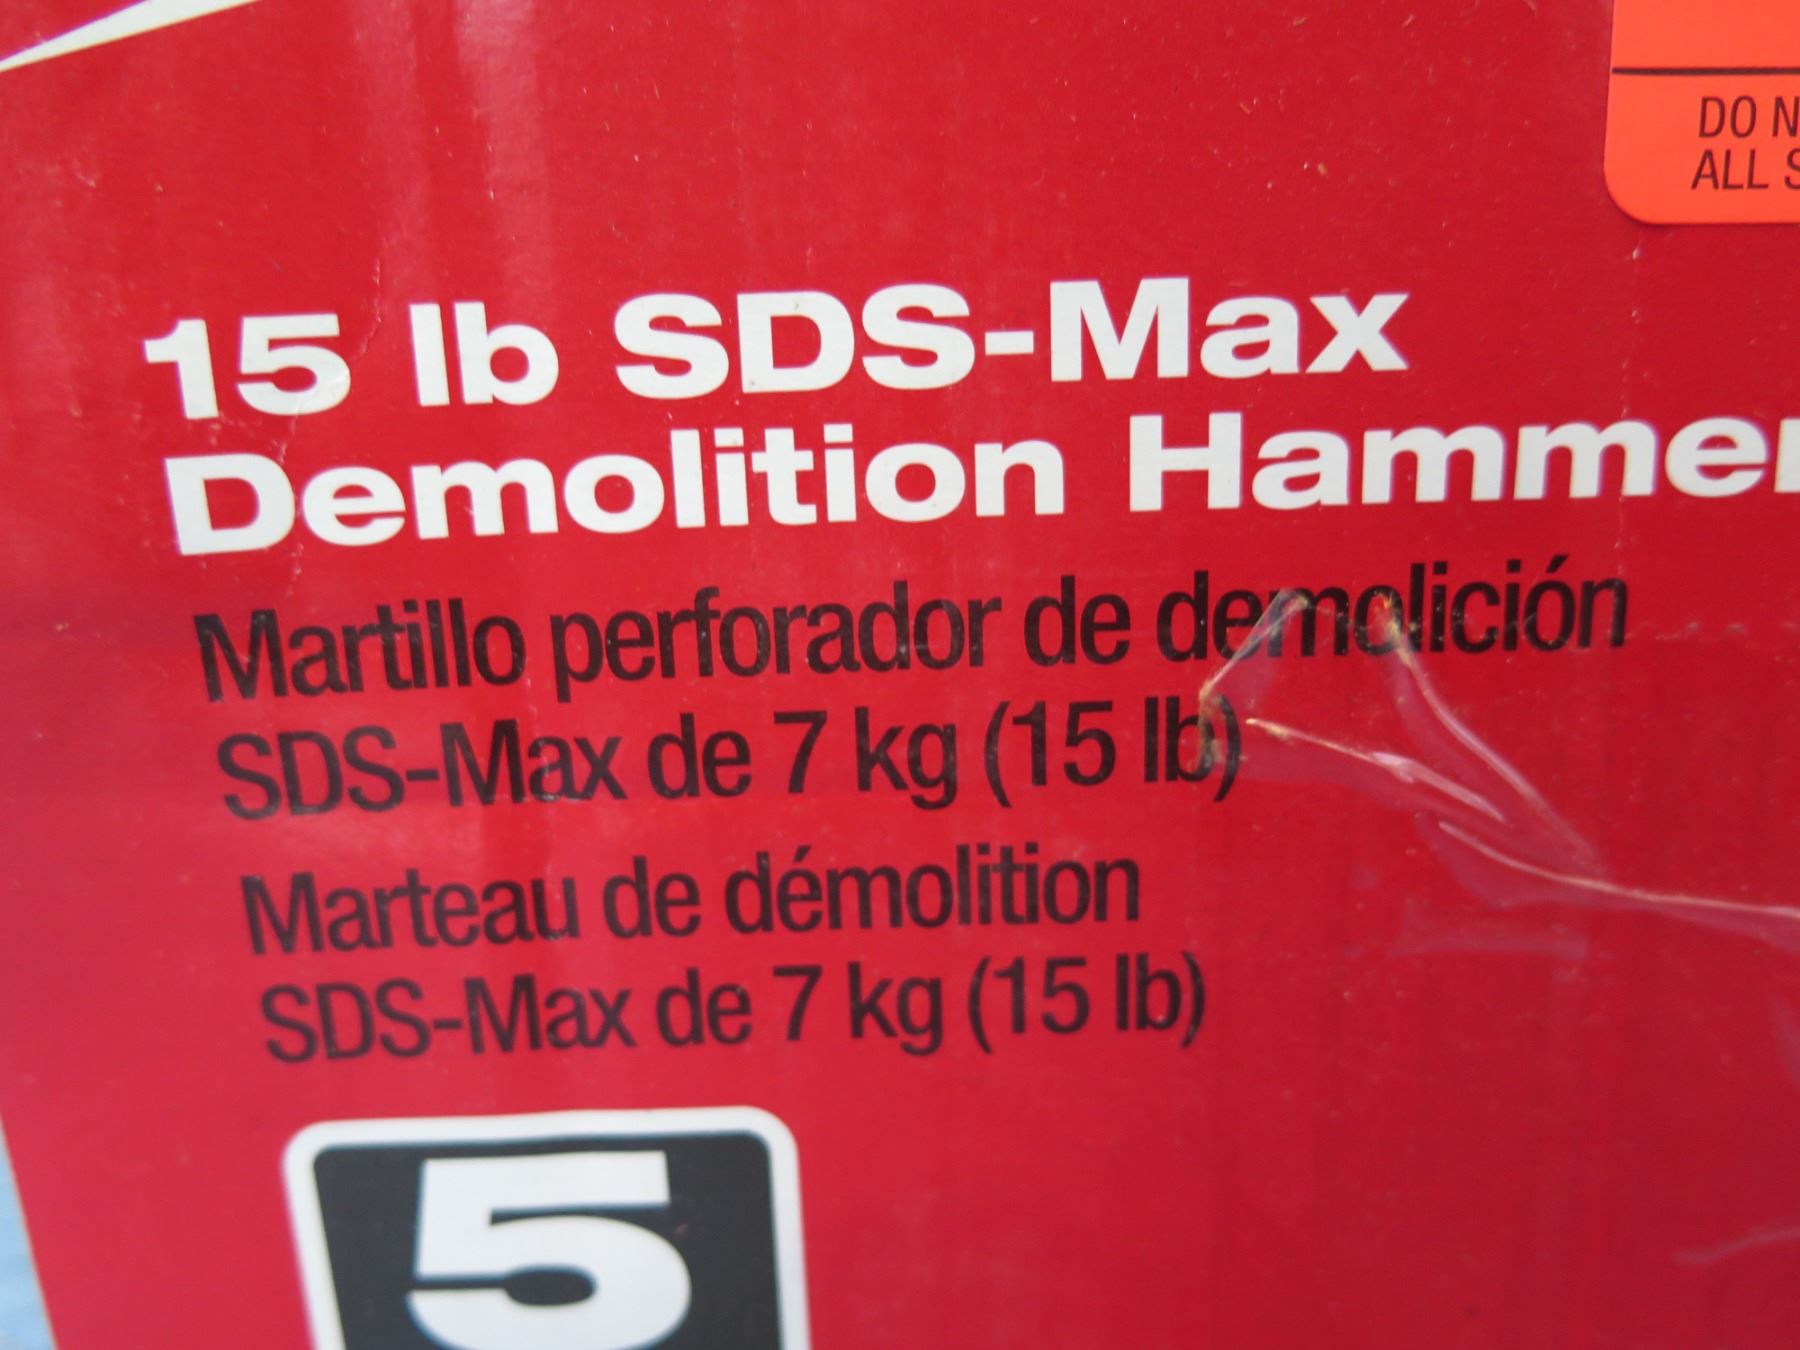 DO
ALL
15 lb SDS-Max
Demolition Hammer
Martillo perforador de demolición
SDS-Max de 7 kg (15 lb)
Marteau de démolition
SDS-Max de 7 kg (15 lb)
5